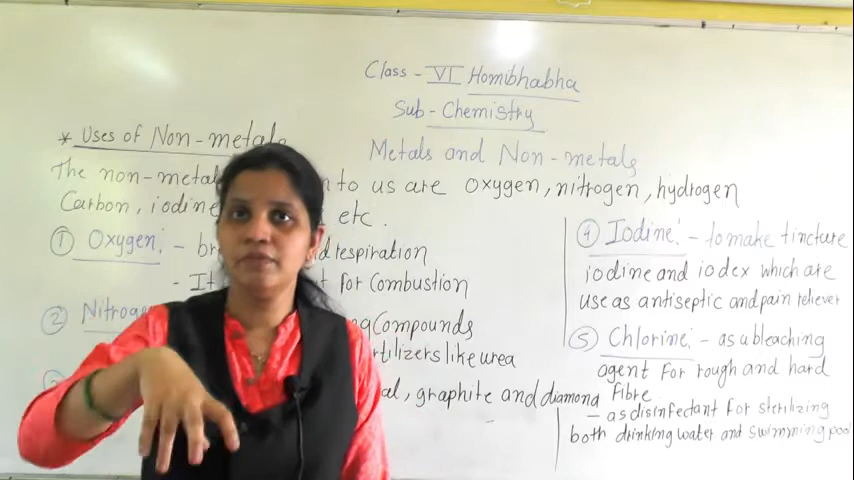 Class - VI Homibhabha
Sub - Chemistry
Metals and Non-metals
* Uses of Non-metals
The non-metal to us are oxygen, nitrogen, hydrogen
Carbon, iodine etc.
① Oxygen: - respiration
- It for Combustion
② Compounds
like urea
graphite and diamond
④ Iodine: - to make tincture
iodine and iodex which are
use as antiseptic and pain reliever
⑤ Chlorine: - as a bleaching
agent for rough and hard
Fibre
- as disinfectant for sterilizing
both drinking water and swimming